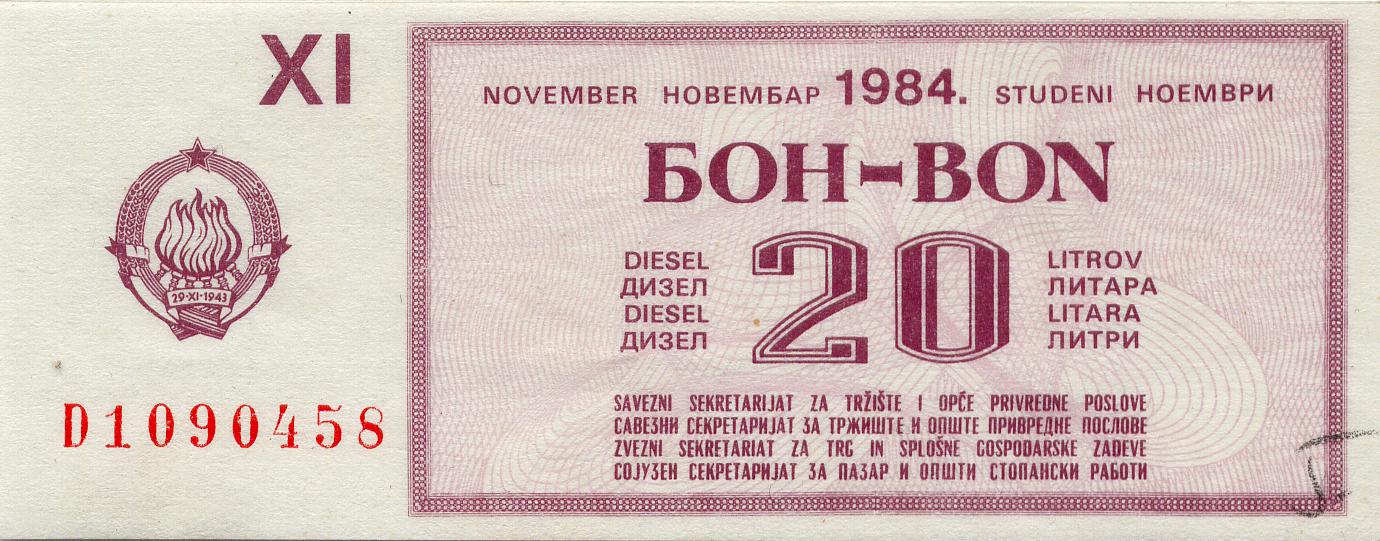 XI
NOVEMBER НОВЕМБАР 1984. STUDENI НОЕМВРИ
БОН-BON
DIESEL 20 LITROV
ДИЗЕЛ ЛИТАРА
DIESEL LITARA
ДИЗЕЛ ЛИТРИ
29·XI·1943
D1090458
SAVEZNI SEKRETARIJAT ZA TRŽIŠTE I OPĆE PRIVREDNE POSLOVE
САВЕЗНИ СЕКРЕТАРИЈАТ ЗА ТРЖИШТЕ И ОПШТЕ ПРИВРЕДНЕ ПОСЛОВЕ
ZVEZNI SEKRETARIAT ZA TRG IN SPLOŠNE GOSPODARSKE ZADEVE
СОЈУЗЕН СЕКРЕТАРИЈАТ ЗА ПАЗАР И ОПШТИ СТОПАНСКИ РАБОТИ